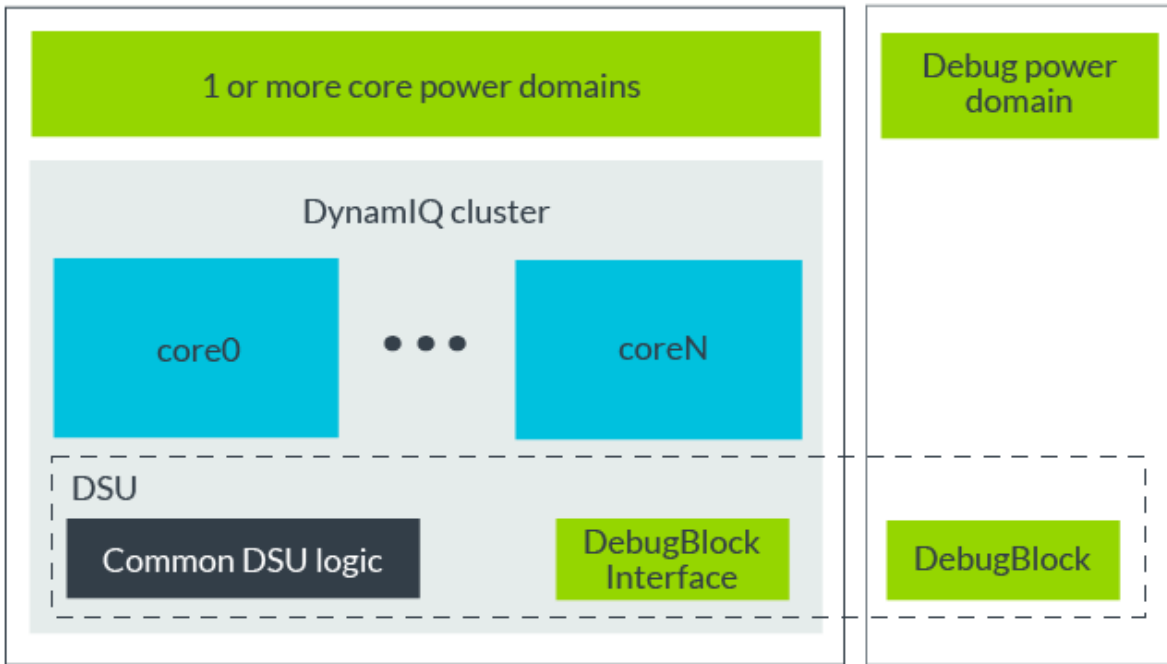 1 or more core power domains
Debug power
domain
DynamIQ cluster
core0
coreN
DSU
Common DSU logic
DebugBlock
Interface
DebugBlock